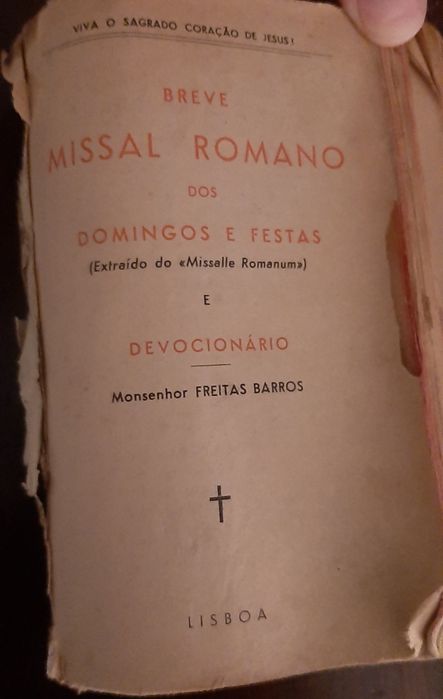 VIVA O SAGRADO CORAÇÃO DE JESUS!
BREVE
MISSAL ROMANO
DOS
DOMINGOS E FESTAS
(Extraído do «Missalle Romanum»)
E
DEVOCIONÁRIO
Monsenhor FREITAS BARROS
LISBOA